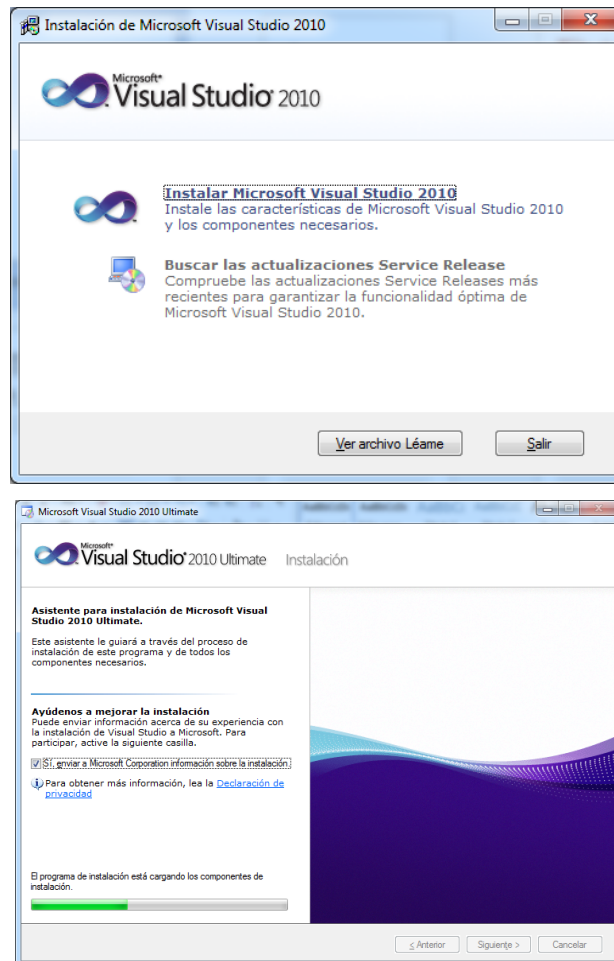 Instalación de Microsoft Visual Studio 2010
Microsoft®
Visual Studio® 2010
Instalar Microsoft Visual Studio 2010
Instale las características de Microsoft Visual Studio 2010
y los componentes necesarios.
Buscar las actualizaciones Service Release
Compruebe las actualizaciones Service Releases más
recientes para garantizar la funcionalidad óptima de
Microsoft Visual Studio 2010.
Ver archivo Léame
Salir
Microsoft Visual Studio 2010 Ultimate
Microsoft®
Visual Studio® 2010 Ultimate Instalación
Asistente para instalación de Microsoft Visual
Studio 2010 Ultimate.
Este asistente le guiará a través del proceso de
instalación de este programa y de todos los
componentes necesarios.
Ayúdenos a mejorar la instalación
Puede enviar información acerca de su experiencia con
la instalación de Visual Studio a Microsoft. Para
participar, active la siguiente casilla.
Sí, enviar a Microsoft Corporation información sobre la instalación.
Para obtener más información, lea la Declaración de
privacidad
El programa de instalación está cargando los componentes de
instalación.
< Anterior
Siguiente >
Cancelar